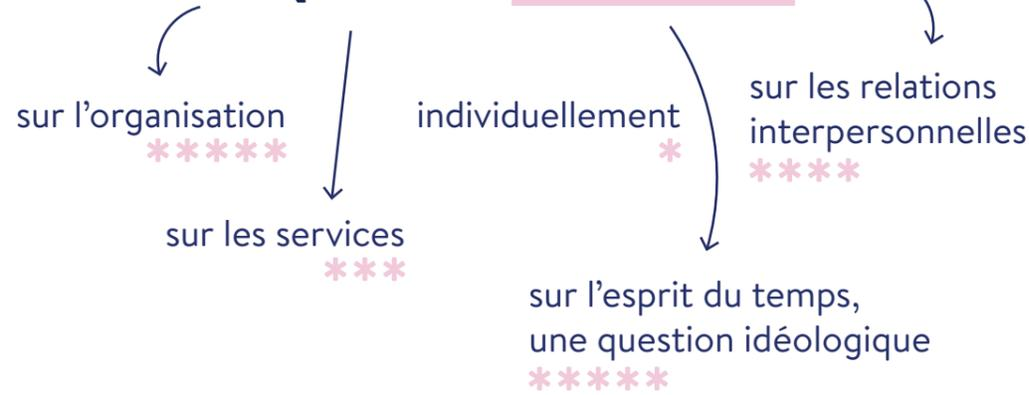 sur l’organisation
*****
sur les services
***
individuellement
*
sur les relations
interpersonnelles
****
sur l’esprit du temps,
une question idéologique
*****